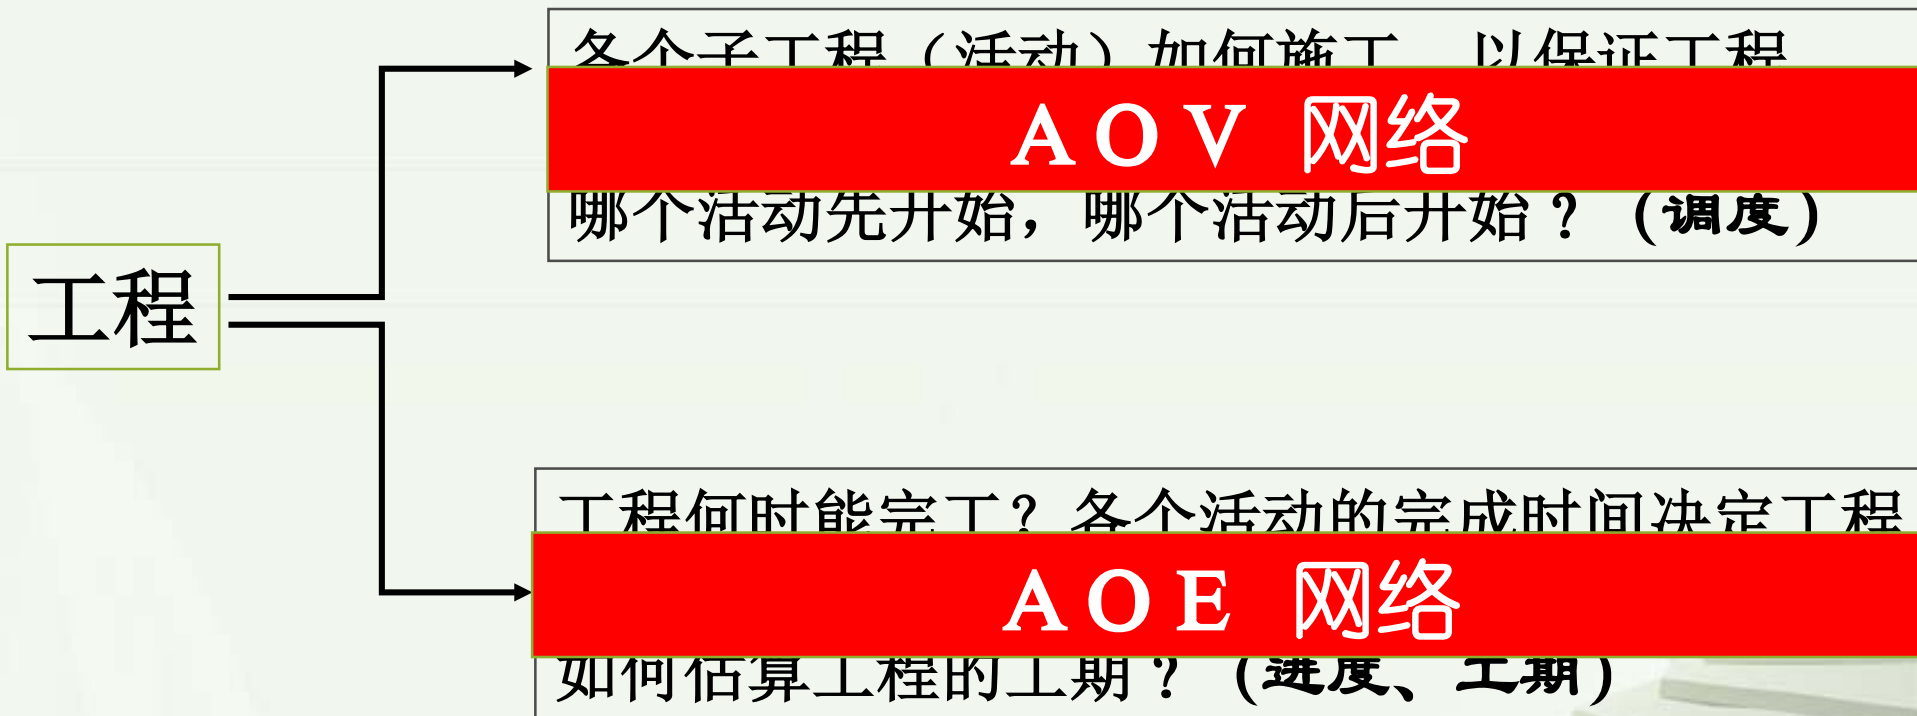 各个子工程（活动）如何施工，以保证工程
AOV 网络
哪个活动先开始，哪个活动后开始？（调度）
工程
工程何时能完工？各个活动的完成时间决定工程
AOE 网络
如何估算工程的工期？（进度、工期）